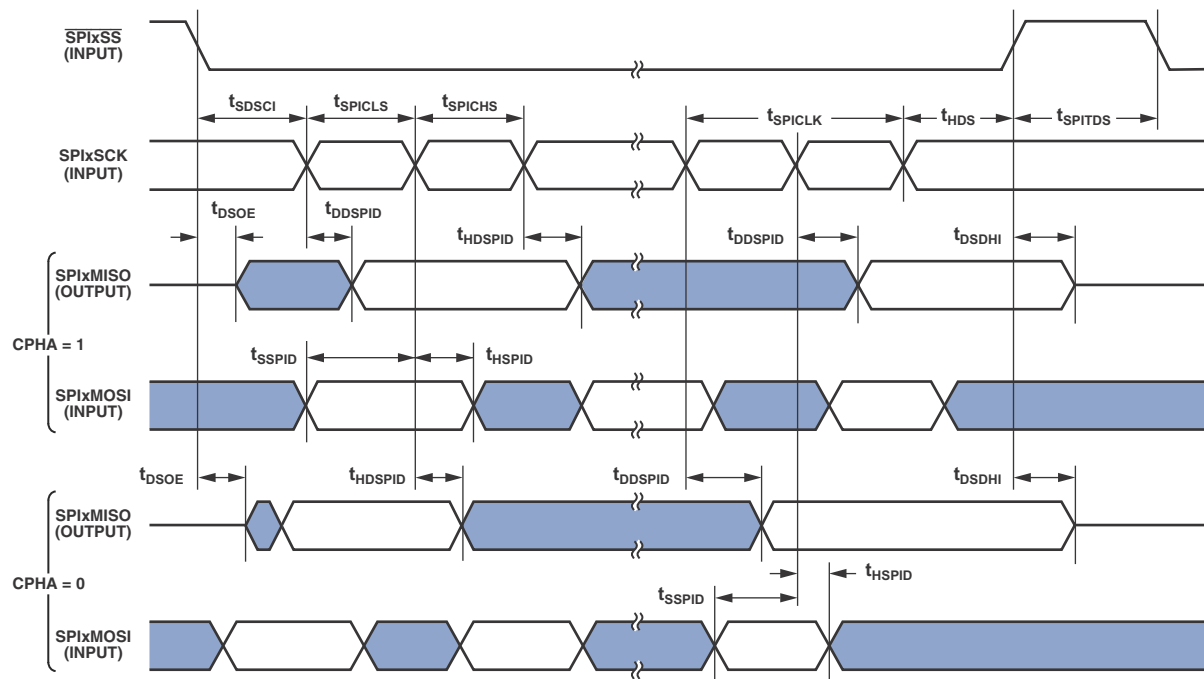 SPIxSS
(INPUT)
tSDSCI
tSPICLS
tSPICHS
tSPICLK
tHDS
tSPITDS
SPIxSCK
(INPUT)
tDSOE
tDDSPID
tHDSPID
tDDSPID
tDSDHI
SPIxMISO
(OUTPUT)
CPHA = 1
tSSPID
tHSPID
SPIxMOSI
(INPUT)
tDSOE
tHDSPID
tDDSPID
tDSDHI
SPIxMISO
(OUTPUT)
CPHA = 0
tHSPID
tSSPID
SPIxMOSI
(INPUT)